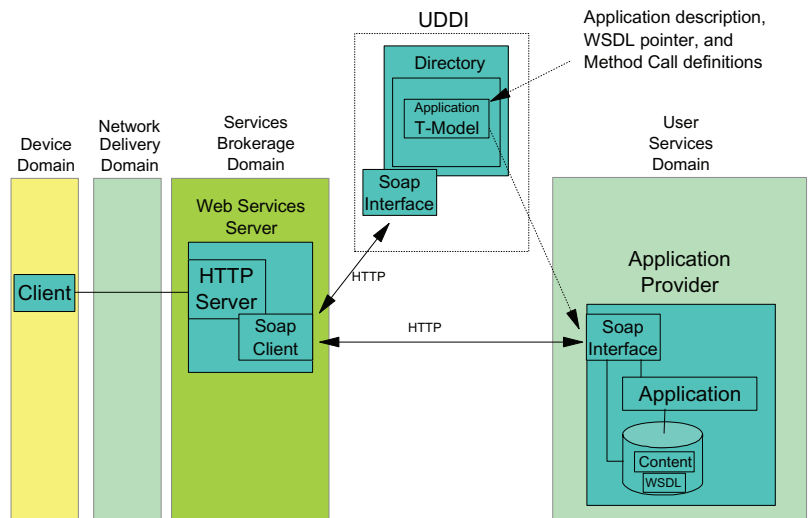 UDDI
Application description,
WSDL pointer, and
Method Call definitions
Directory
Application
T-Model
Soap
Interface
Device
Domain
Network
Delivery
Domain
Services
Brokerage
Domain
User
Services
Domain
Web Services
Server
HTTP
Server
Soap
Client
Client
HTTP
HTTP
Application
Provider
Soap
Interface
Application
Content
WSDL